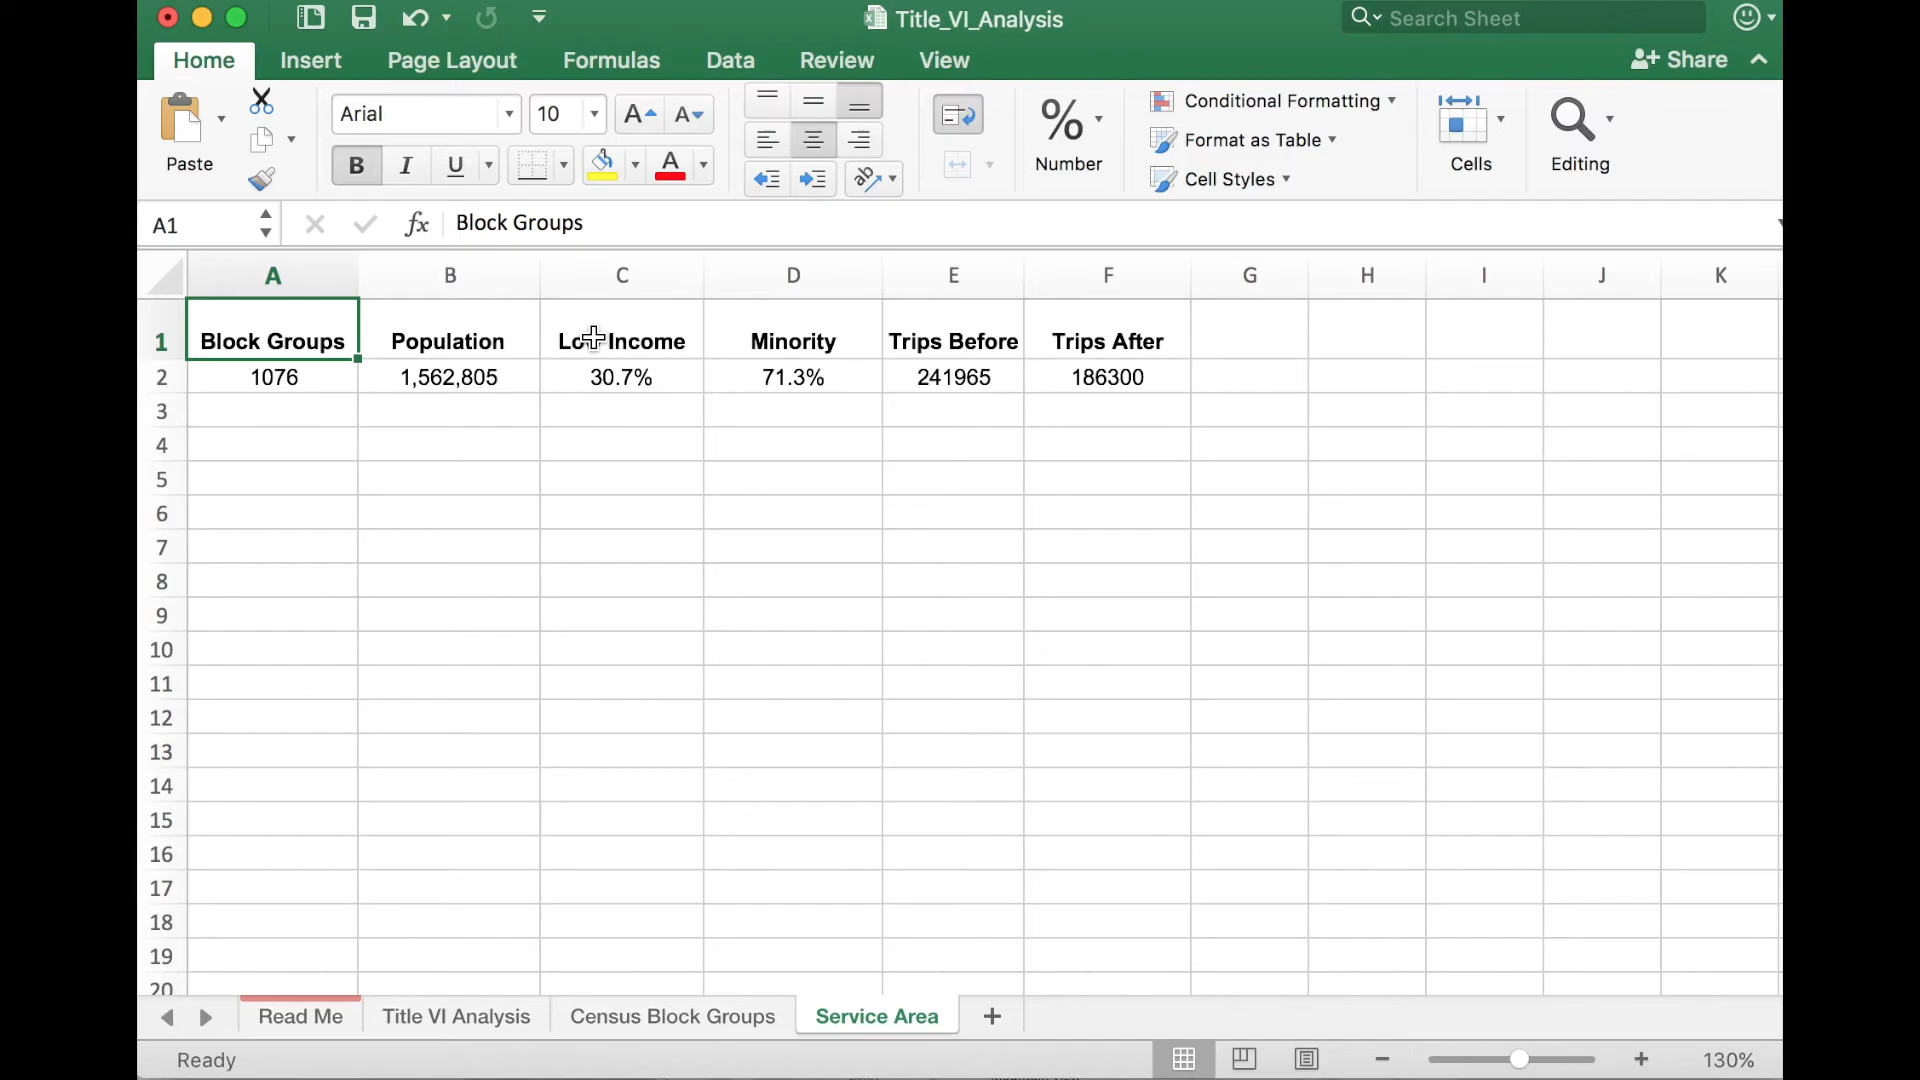 Title_VI_Analysis
Search Sheet
Home Insert Page Layout Formulas Data Review View
Share
Paste
Arial 10
B I U A
Number
Conditional Formatting
Format as Table
Cell Styles
Cells
Editing
A1 fx Block Groups
A B C D E F G H I J K
1 Block Groups Population Low Income Minority Trips Before Trips After
2 1076 1,562,805 30.7% 71.3% 241965 186300
3
4
5
6
7
8
9
10
11
12
13
14
15
16
17
18
19
20
Read Me Title VI Analysis Census Block Groups Service Area
Ready 130%